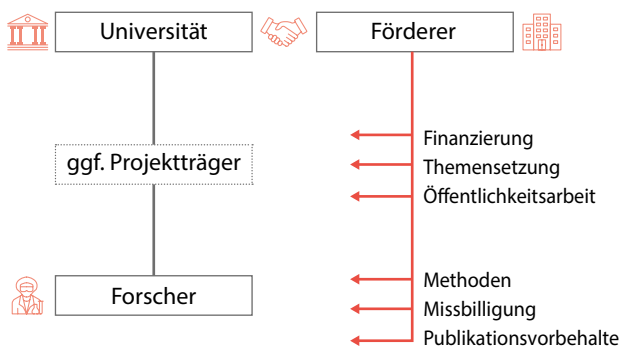 Universität
Förderer
Finanzierung
ggf. Projektträger
Themensetzung
Öffentlichkeitsarbeit
Forscher
Methoden
Missbilligung
Publikationsvorbehalte